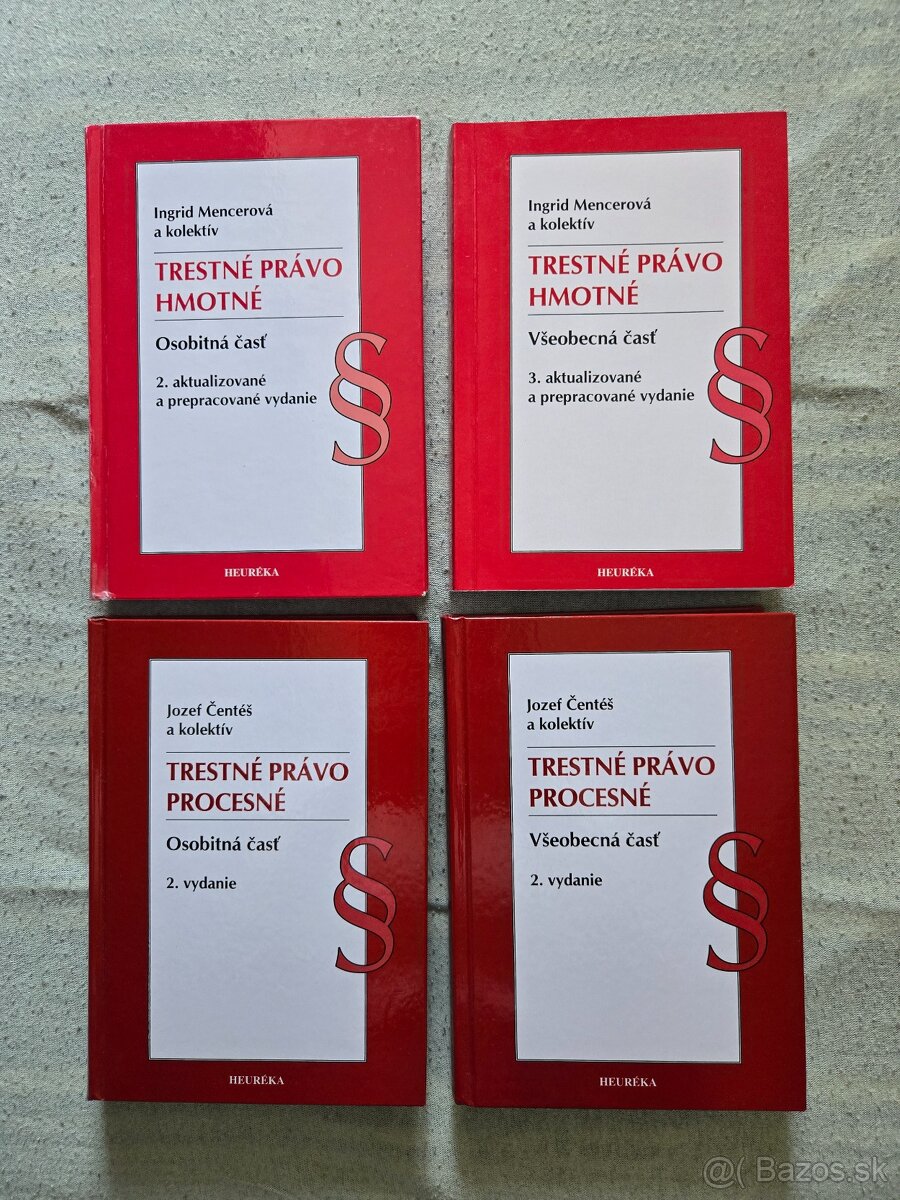 Ingrid Mencerová
a kolektív
TRESTNÉ PRÁVO
HMOTNÉ
Osobitná časť
2. aktualizované
a prepracované vydanie
§
HEURÉKA
Ingrid Mencerová
a kolektív
TRESTNÉ PRÁVO
HMOTNÉ
Všeobecná časť
3. aktualizované
a prepracované vydanie
§
HEURÉKA
Jozef Čentéš
a kolektív
TRESTNÉ PRÁVO
PROCESNÉ
Osobitná časť
2. vydanie
§
HEURÉKA
Jozef Čentéš
a kolektív
TRESTNÉ PRÁVO
PROCESNÉ
Všeobecná časť
2. vydanie
§
HEURÉKA
@( Bazos.sk